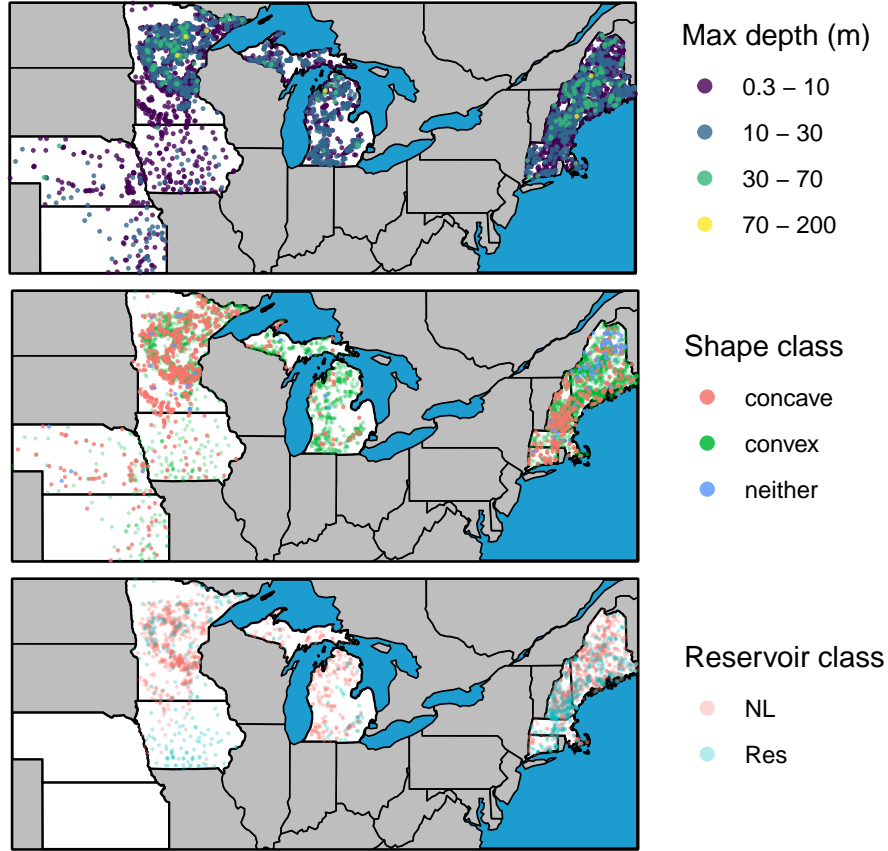 Max depth (m)
0.3 − 10
10 − 30
30 − 70
70 − 200
Shape class
concave
convex
neither
Reservoir class
NL
Res